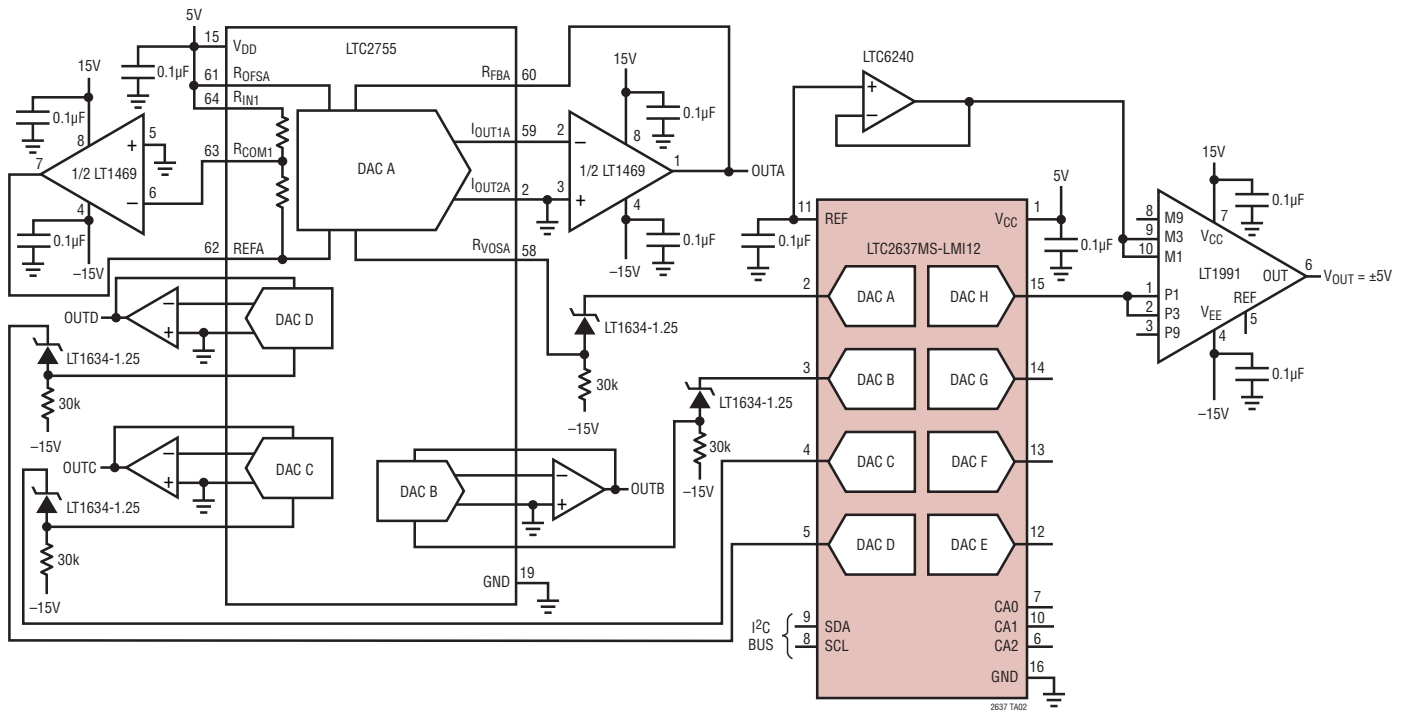 5V
15
VDD
LTC2755
0.1µF
61
ROFSA
64
RIN1
15V
0.1µF
8
5
+
7
1/2 LT1469
63
RCOM1
6
–
4
0.1µF
–15V
62
REFA
DAC A
RFBA
60
IOUT1A
59
2
–
IOUT2A
2
3
+
RVOSA
58
15V
0.1µF
8
1/2 LT1469
1
OUTA
4
0.1µF
–15V
OUTD
–
+
DAC D
LT1634-1.25
30k
–15V
OUTC
–
+
DAC C
LT1634-1.25
30k
–15V
DAC B
–
+
OUTB
GND
19
LT1634-1.25
30k
–15V
LT1634-1.25
30k
–15V
LTC6240
+
–
0.1µF
11
REF
VCC
1
5V
0.1µF
LTC2637MS-LMI12
2
DAC A
DAC H
15
3
DAC B
DAC G
14
4
DAC C
DAC F
13
5
DAC D
DAC E
12
I2C
BUS
9
SDA
8
SCL
CA0
7
CA1
10
CA2
6
GND
16
15V
0.1µF
7
VCC
8
M9
9
M3
10
M1
LT1991
OUT
6
VOUT = ±5V
1
P1
2
P3
3
P9
REF
5
VEE
4
0.1µF
–15V
2637 TA02